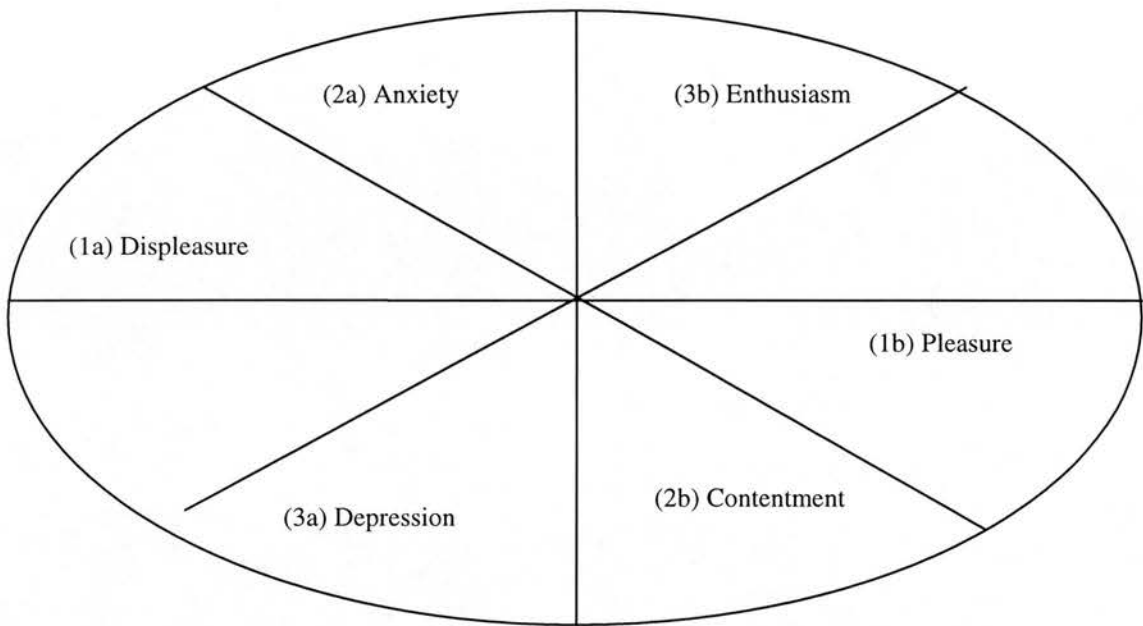 (2a) Anxiety
(3b) Enthusiasm
(1a) Displeasure
(1b) Pleasure
(3a) Depression
(2b) Contentment